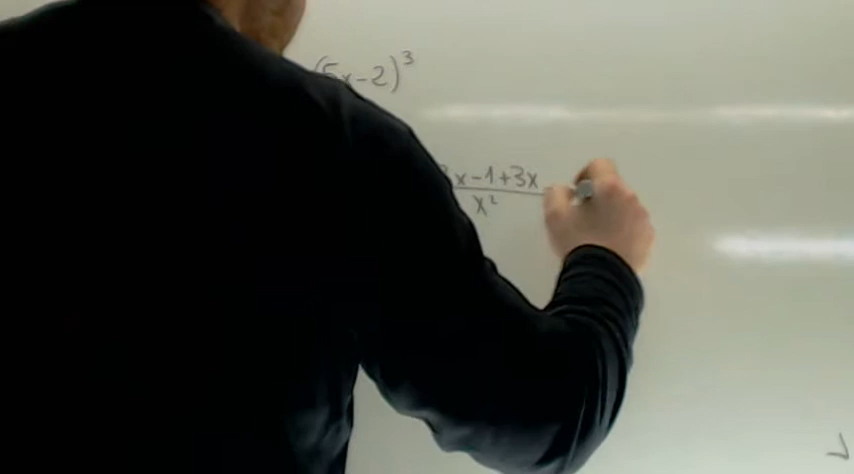 (5x-2)³
x-1+3x
x²